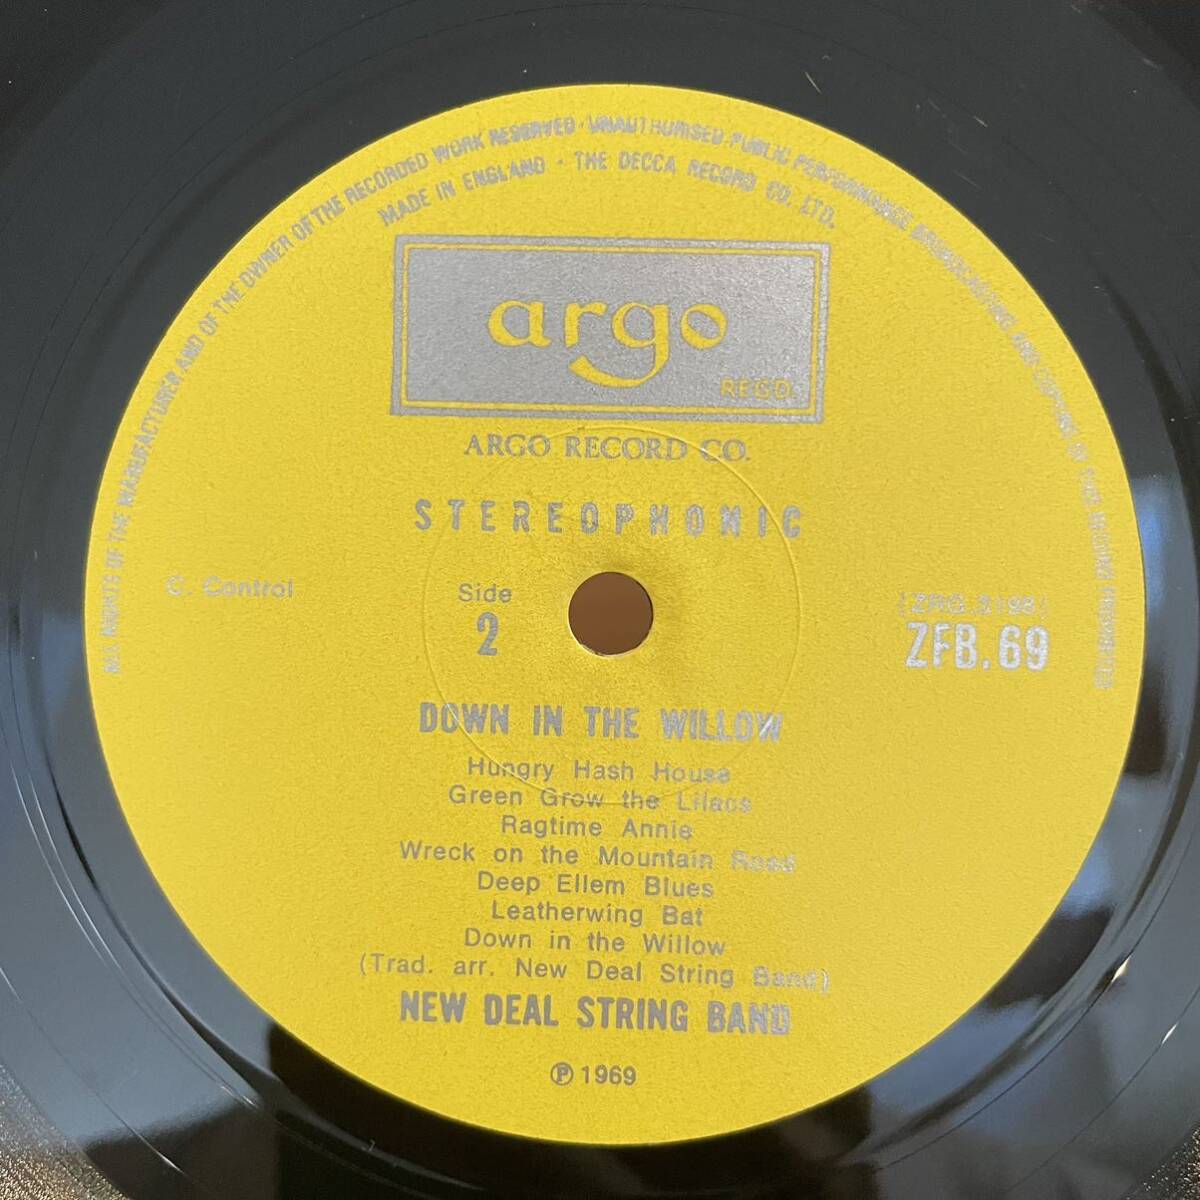 ALL RIGHTS OF THE MANUFACTURER AND OF THE OWNER OF THE RECORDED WORK RESERVED · UNAUTHORISED PUBLIC PERFORMANCE BROADCASTING AND COPYING OF THIS RECORD PROHIBITED
MADE IN ENGLAND · THE DECCA RECORD CO. LTD.
argo
REGD.
ARGO RECORD CO.
STEREOPHONIC
C. Control
Side
2
ZFB.69
DOWN IN THE WILLOW
Hungry Hash House
Green Grow the Lilacs
Ragtime Annie
Wreck on the Mountain Road
Deep Ellem Blues
Leatherwing Bat
Down in the Willow
(Trad. arr. New Deal String Band)
NEW DEAL STRING BAND
Ⓟ 1969